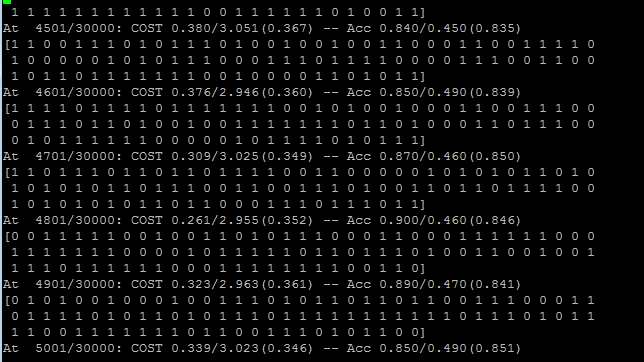 1 1 1 1 1 1 1 1 1 1 1 1 0 0 1 1 1 1 1 1 0 1 0 0 1 1]
At  4501/30000: COST 0.380/3.051(0.367) -- Acc 0.840/0.450(0.835)
[1 1 0 0 1 1 1 0 1 0 1 1 1 0 1 0 0 1 0 0 1 0 0 1 1 0 0 0 1 1 0 0 1 1 1 1 0
1 0 0 0 0 0 1 0 1 0 1 1 1 1 1 1 1 0 1 1 1 1 1 0 0 0 0 1 1 1 0 0 1 1 0 0
1 0 1 1 0 1 1 1 1 1 1 1 1 0 1 1 1 1 0 0 1 1 0 1 0 1 1]
At  4601/30000: COST 0.376/2.946(0.360) -- Acc 0.850/0.490(0.839)
[1 1 1 1 0 1 1 1 0 1 1 1 1 1 1 1 1 0 0 1 0 1 0 0 1 0 0 0 1 0 0 1 1 1 0 0
0 1 1 1 0 1 1 0 1 0 0 1 0 0 1 1 1 1 1 1 1 0 1 1 0 1 0 0 0 1 1 0 1 1 1 0 0
0 1 0 1 1 1 1 1 1 1 0 0 0 0 0 1 0 1 1 1 1 0 1 0 1 1 1]
At  4701/30000: COST 0.309/3.025(0.349) -- Acc 0.870/0.460(0.850)
[1 1 0 1 1 1 0 1 1 0 1 1 0 1 1 1 1 0 0 1 1 0 0 0 0 0 1 0 1 0 1 0 1 1 0 1 0
1 0 1 0 1 0 1 1 0 1 1 1 0 0 1 1 1 1 1 0 0 1 1 0 1 1 0 1 1 0 1 1 1 1 0 0
1 0 1 0 1 1 1 1 1 1 1 1 1 0 1 1 1 1 1 0 1 1 1 0 1 1]
At  4801/30000: COST 0.261/2.955(0.352) -- Acc 0.900/0.460(0.846)
[0 0 1 1 1 1 1 0 0 1 0 0 1 1 0 1 0 1 1 1 0 0 0 1 1 0 0 0 1 1 1 1 1 1 0 0 0
1 1 1 1 1 1 1 1 0 0 0 1 1 1 1 0 1 0 0 0 1 1 0 1 1 0 0 1 1 0 0 1 0 0 1
1 1 1 0 1 1 1 1 1 1 1 0 0 0 1 1 1 1 1 1 1 1 0 0 1 1 0]
At  4901/30000: COST 0.323/2.963(0.361) -- Acc 0.890/0.470(0.841)
[0 1 0 1 0 0 1 0 0 0 1 0 0 1 1 1 0 1 0 1 1 0 1 1 0 1 1 0 0 1 1 1 0 0 0 1 1
0 1 1 1 1 0 1 1 1 1 0 1 0 1 1 1 1 1 1 1 1 1 1 1 1 1 1 1 1 1 0 1 0 1 1
1 1 0 0 1 1 1 1 1 1 1 0 1 1 0 0 1 1 1 0 1 0 1 1 0 0]
At  5001/30000: COST 0.339/3.023(0.346) -- Acc 0.850/0.490(0.851)